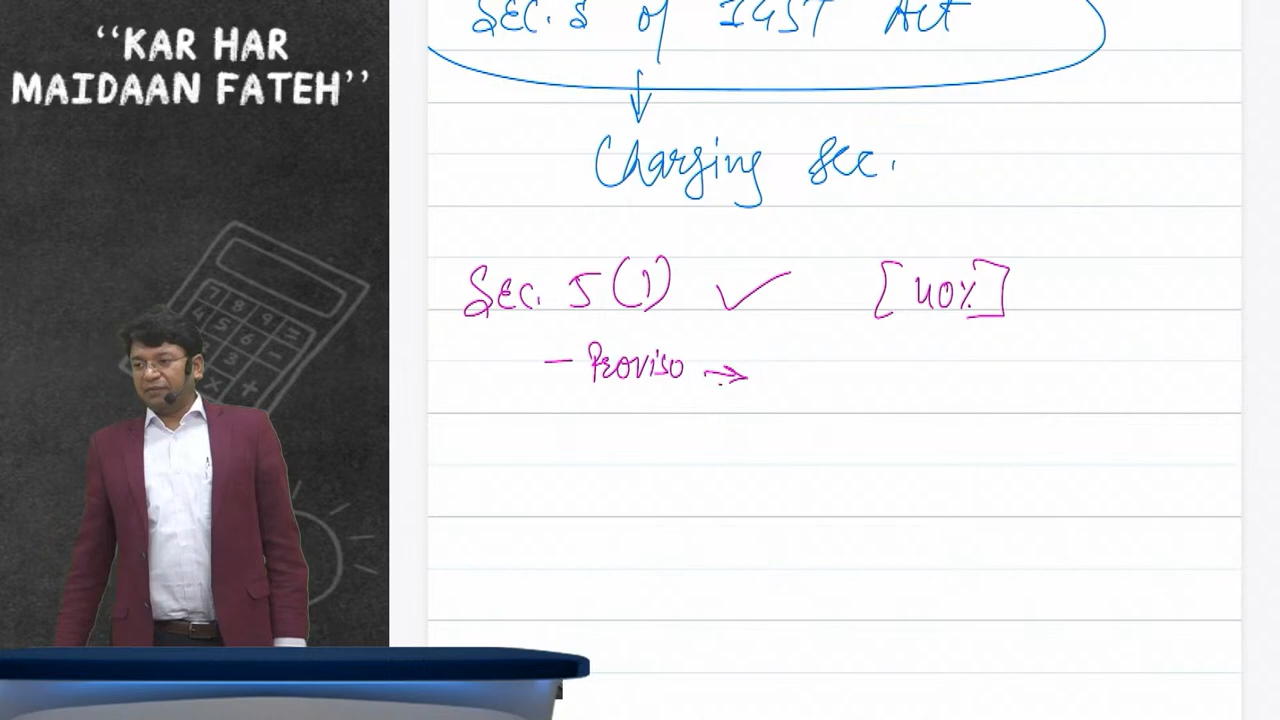 “KAR HAR
MAIDAAN FATEH”
Sec. 5 of IGST Act
Charging Sec.
Sec. 5(1) ✓ [40%]
- Proviso →